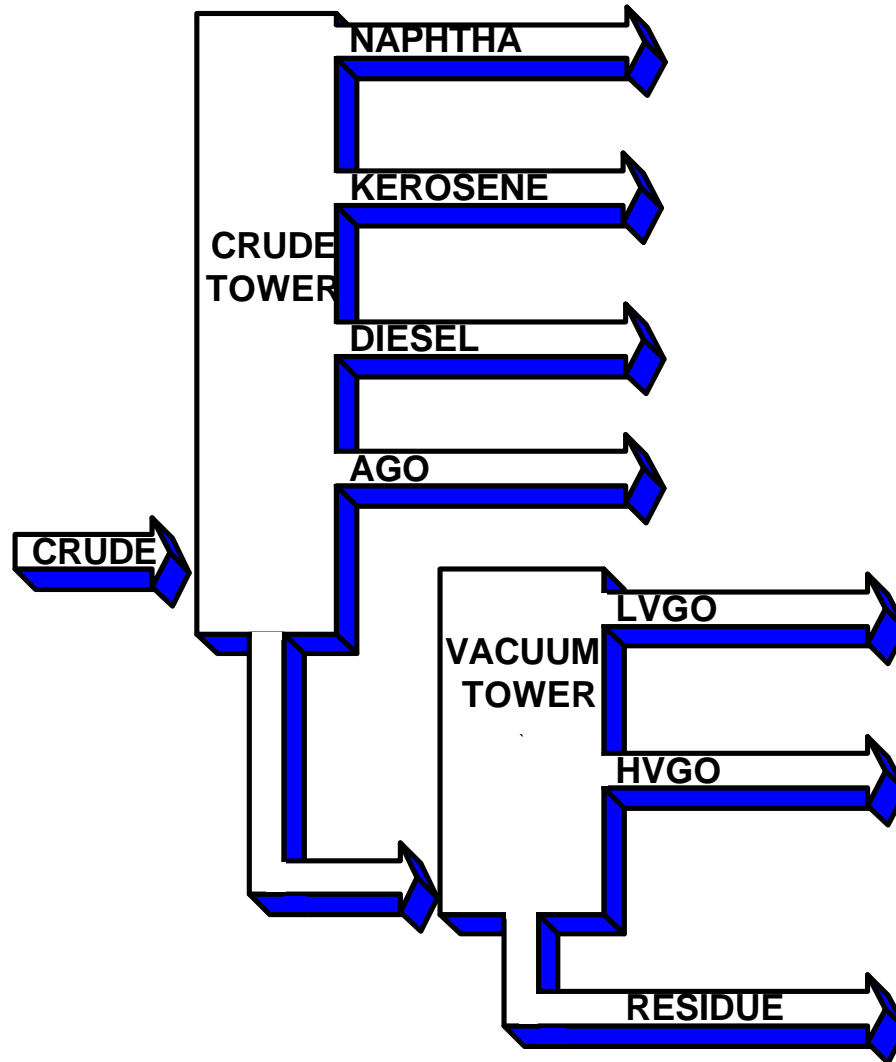 NAPHTHA
KEROSENE
CRUDE
TOWER
DIESEL
AGO
CRUDE
LVGO
VACUUM
TOWER
HVGO
RESIDUE